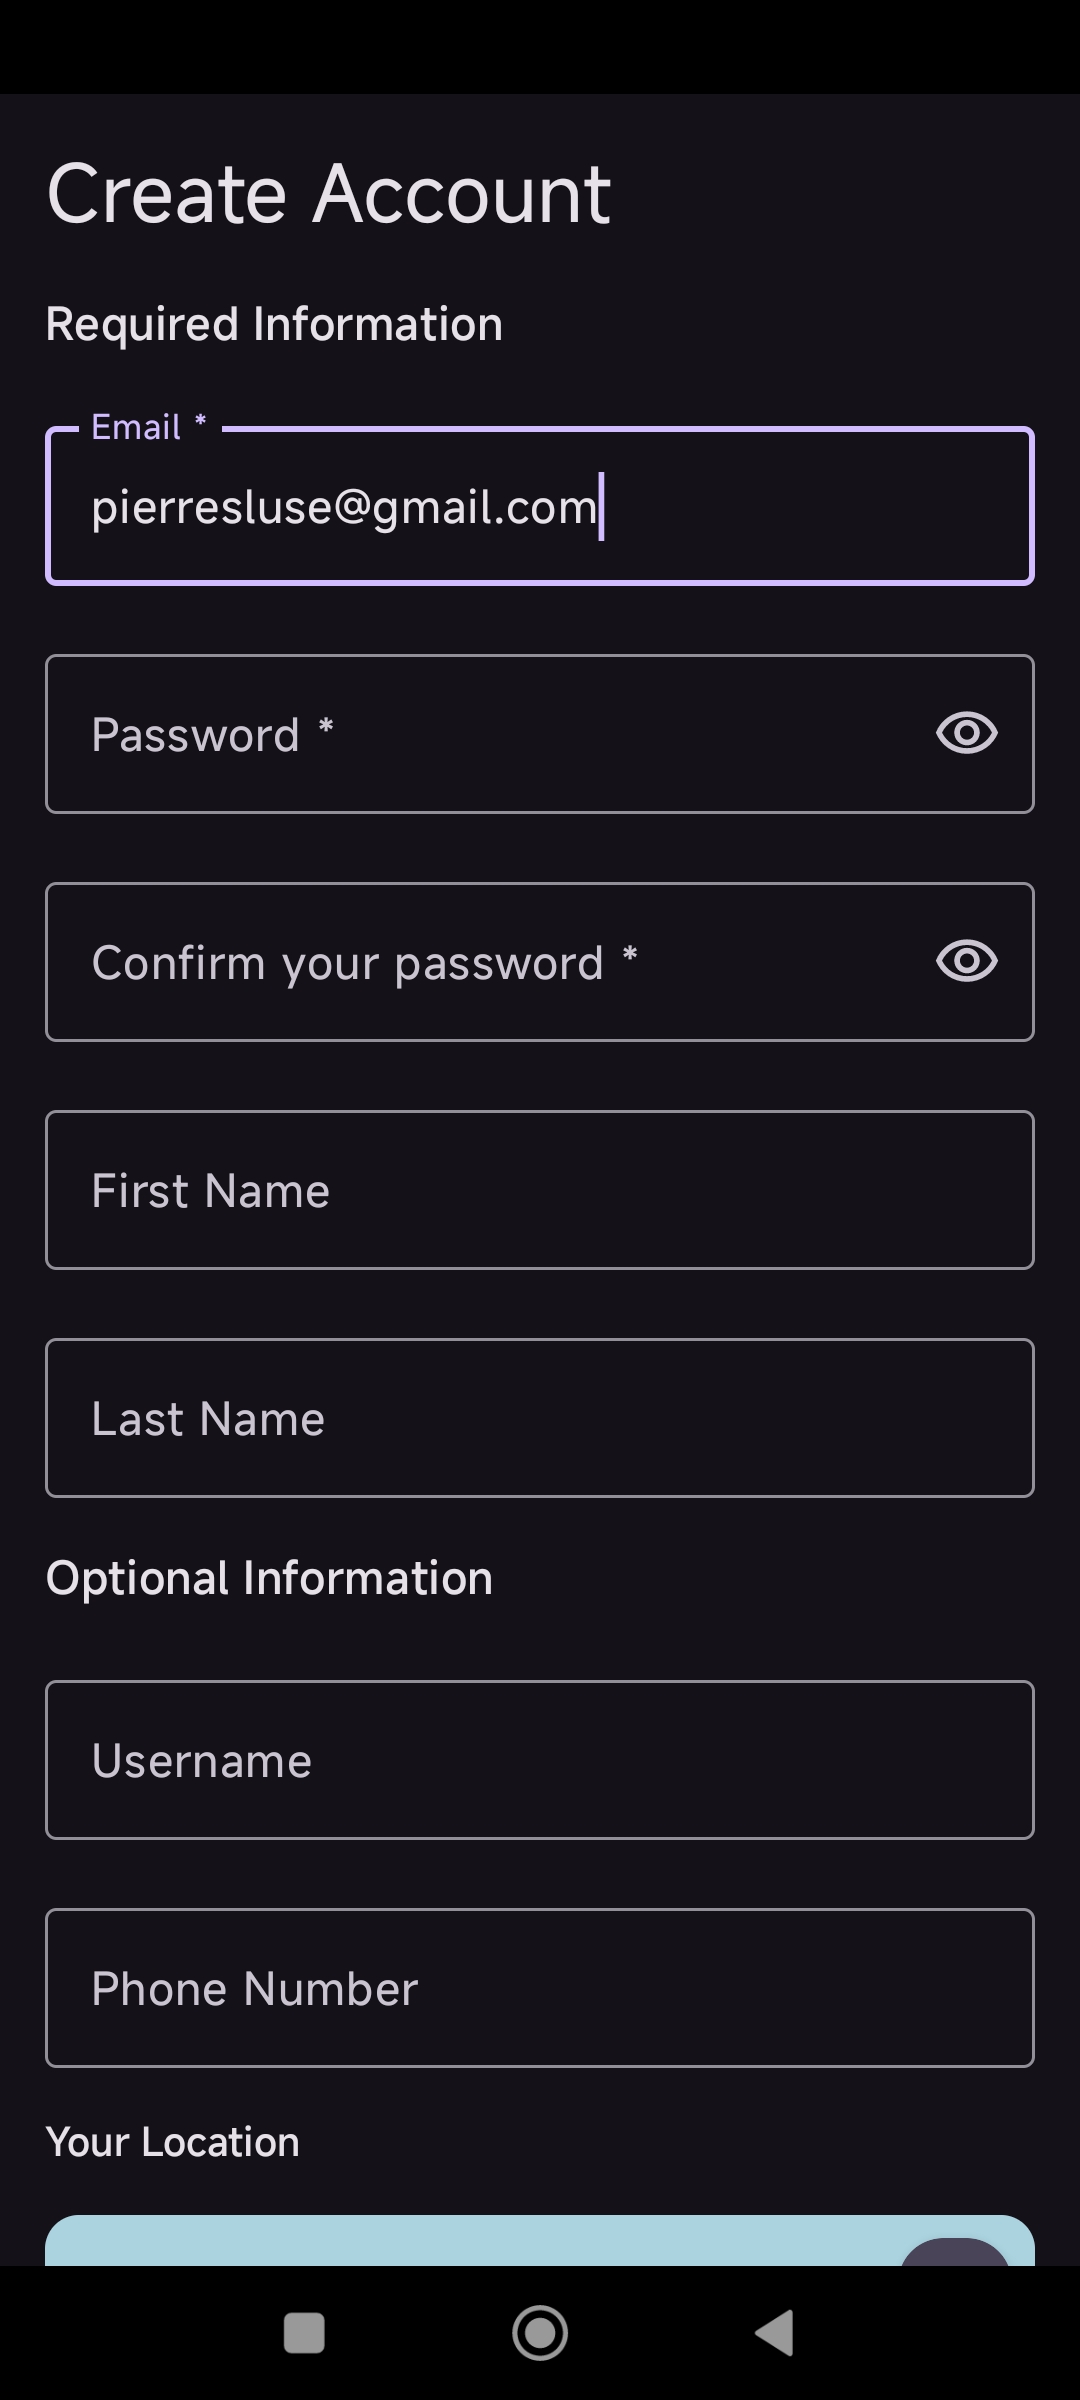 Create Account
Required Information
Email *
pierresluse@gmail.com
Password *
Confirm your password *
First Name
Last Name
Optional Information
Username
Phone Number
Your Location